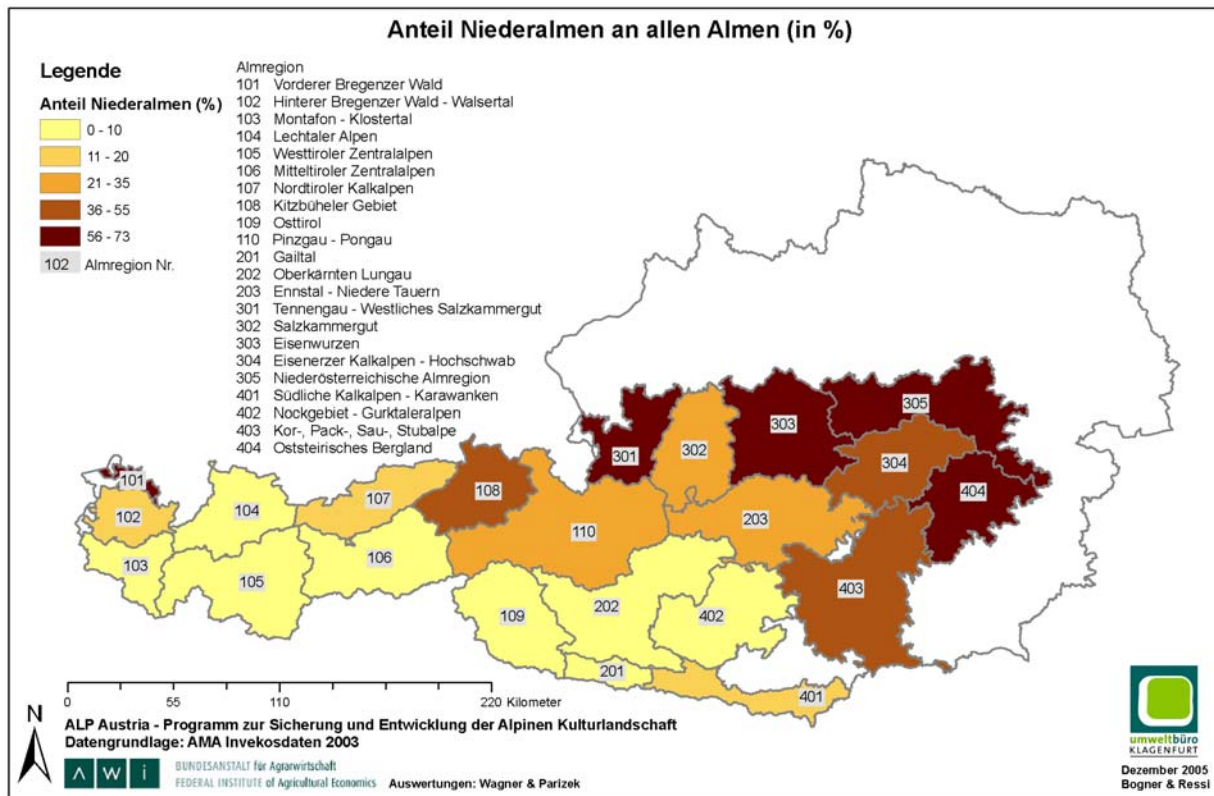 Anteil Niederalmen an allen Almen (in %)
Legende
Anteil Niederalmen (%)
0 - 10
11 - 20
21 - 35
36 - 55
56 - 73
102 Almregion Nr.
Almregion
101 Vorderer Bregenzer Wald
102 Hinterer Bregenzer Wald - Walsertal
103 Montafon - Klostertal
104 Lechtaler Alpen
105 Westtiroler Zentralalpen
106 Mitteltiroler Zentralalpen
107 Nordtiroler Kalkalpen
108 Kitzbüheler Gebiet
109 Osttirol
110 Pinzgau - Pongau
201 Gailtal
202 Oberkärnten Lungau
203 Ennstal - Niedere Tauern
301 Tennengau - Westliches Salzkammergut
302 Salzkammergut
303 Eisenwurzen
304 Eisenerzer Kalkalpen - Hochschwab
305 Niederösterreichische Almregion
401 Südliche Kalkalpen - Karawanken
402 Nockgebiet - Gurktaleralpen
403 Kor-, Pack-, Sau-, Stubalpe
404 Oststeirisches Bergland
305
303
302
301
304
404
101
108
107
102
104
203
110
106
103
105
403
202
402
109
201
401
0 55 110 220 Kilometer
N
ALP Austria - Programm zur Sicherung und Entwicklung der Alpinen Kulturlandschaft
Datengrundlage: AMA Invekosdaten 2003
AWI
BUNDESANSTALT für Agrarwirtschaft
FEDERAL INSTITUTE of Agricultural Economics
Auswertungen: Wagner & Parizek
umweltbüro
KLAGENFURT
Dezember 2005
Bogner & Ressi